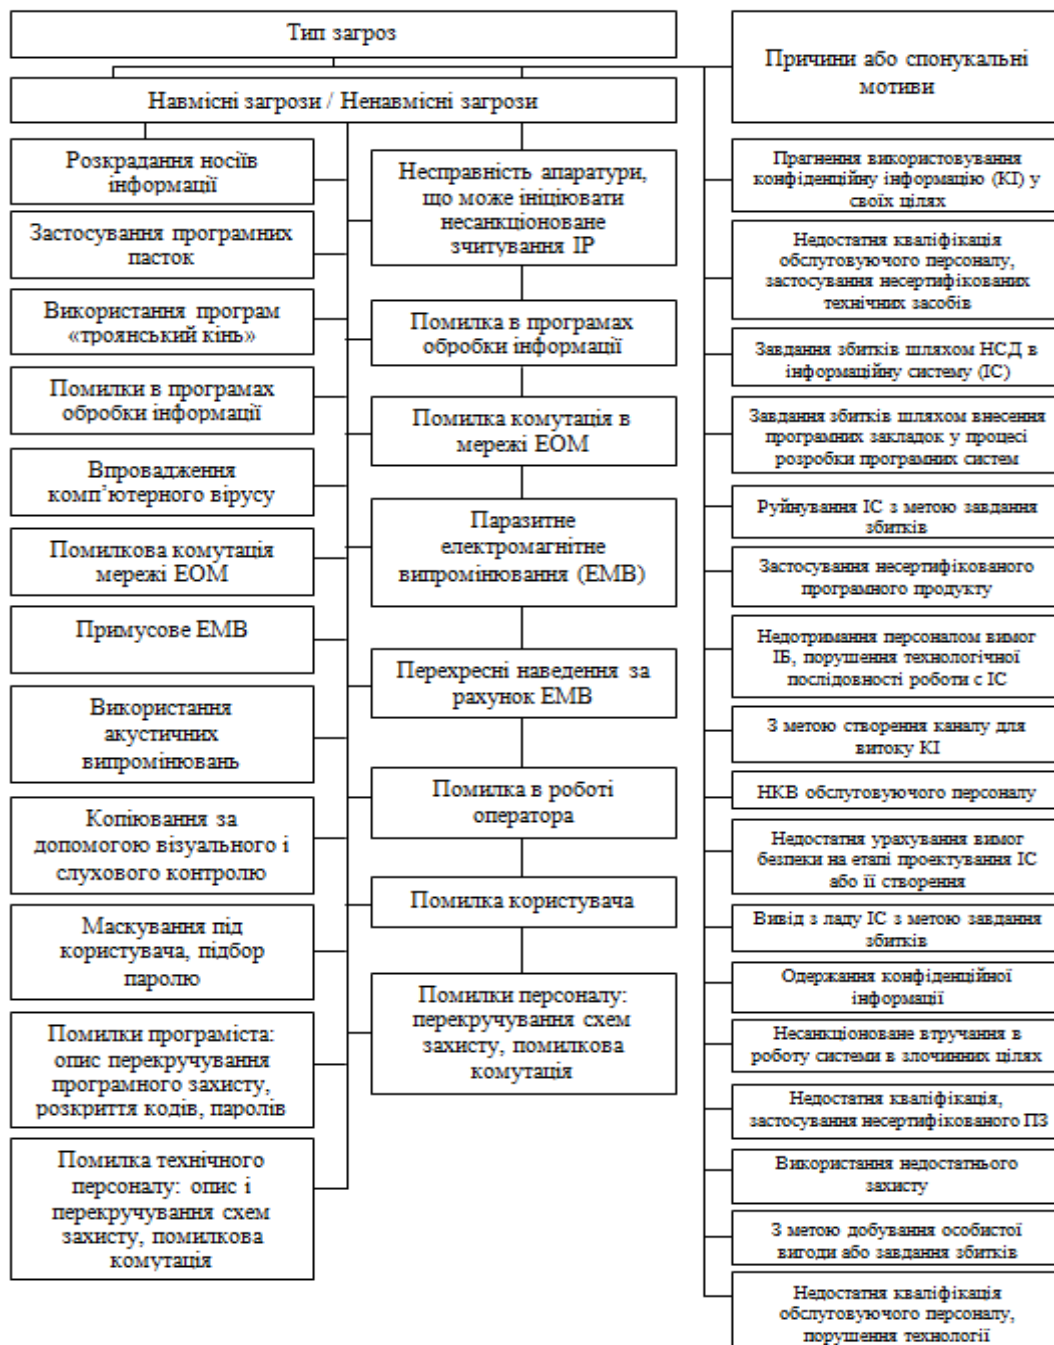 Тип загроз
Навмісні загрози / Ненавмісні загрози
Розкрадання носіїв
інформації
Застосування програмних
пасток
Використання програм
«троянський кінь»
Помилки в програмах
обробки інформації
Впровадження
комп’ютерного вірусу
Помилкова комутація
мережі ЕОМ
Примусове ЕМВ
Використання
акустичних
випромінювань
Копіювання за
допомогою візуального і
слухового контролю
Маскування під
користувача, підбор
паролю
Помилки програміста:
опис перекручування
програмного захисту,
розкриття кодів, паролів
Помилка технічного
персоналу: опис і
перекручування схем
захисту, помилкова
комутація
Несправність апаратури,
що може ініціювати
несанкціоноване
зчитування ІР
Помилка в програмах
обробки інформації
Помилка комутація в
мережі ЕОМ
Паразитне
електромагнітне
випромінювання (ЕМВ)
Перехресні наведення за
рахунок ЕМВ
Помилка в роботі
оператора
Помилка користувача
Помилки персоналу:
перекручування схем
захисту, помилкова
комутація
Причини або спонукальні
мотиви
Прагнення використовування
конфіденційну інформацію (КІ) у
своїх цілях
Недостатня кваліфікація
обслуговуючого персоналу,
застосування несертифікованих
технічних засобів
Завдання збитків шляхом НСД в
інформаційну систему (ІС)
Завдання збитків шляхом внесення
програмних закладок у процесі
розробки програмних систем
Руйнування ІС з метою завдання
збитків
Застосування несертифікованого
програмного продукту
Недотримання персоналом вимог
ІБ, порушення технологічної
послідовності роботи с ІС
З метою створення каналу для
витоку КІ
НКВ обслуговуючого персоналу
Недостатня урахування вимог
безпеки на етапі проектування ІС
або її створення
Вивід з ладу ІС з метою завдання
збитків
Одержання конфіденційної
інформації
Несанкціоноване втручання в
роботу системи в злочинних цілях
Недостатня кваліфікація,
застосування несертифікованого ПЗ
Використання недостатнього
захисту
З метою добування особистої
вигоди або завдання збитків
Недостатня кваліфікація
обслуговуючого персоналу,
порушення технології